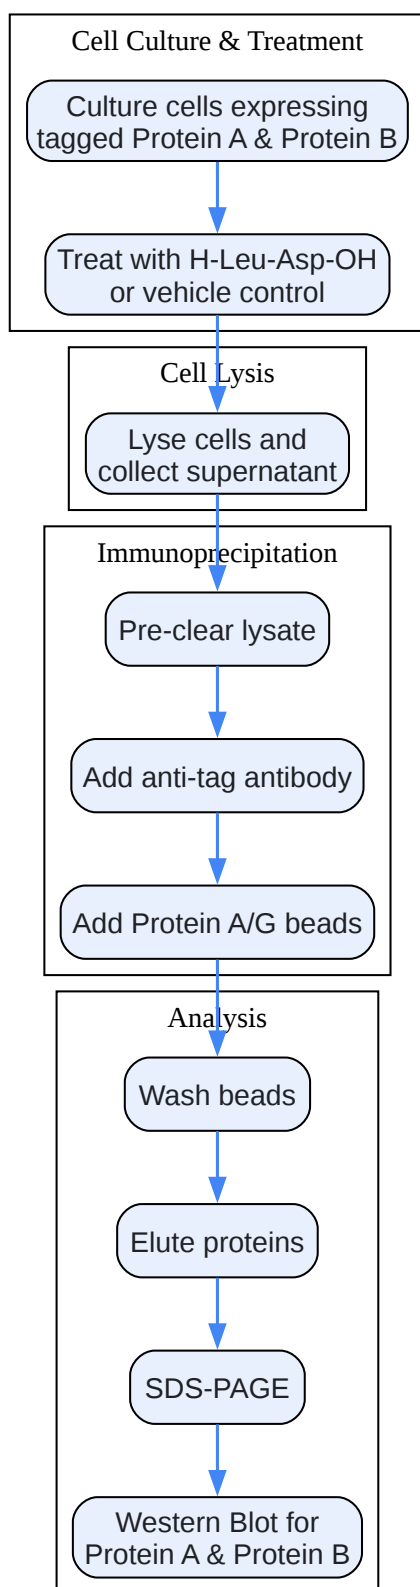 Cell Culture & Treatment
Culture cells expressing
tagged Protein A & Protein B
Treat with H-Leu-Asp-OH
or vehicle control
Cell Lysis
Lyse cells and
collect supernatant
Immunoprecipitation
Pre-clear lysate
Add anti-tag antibody
Add Protein A/G beads
Analysis
Wash beads
Elute proteins
SDS-PAGE
Western Blot for
Protein A & Protein B